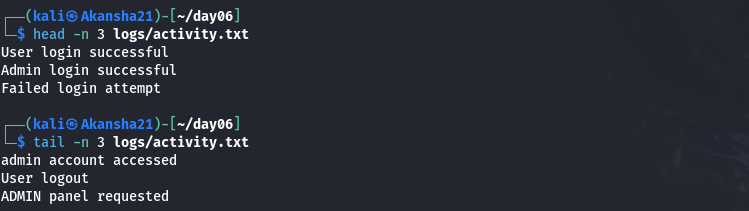 ┌──(kali㉿Akansha21)-[~/day06]
└─$ head -n 3 logs/activity.txt
User login successful
Admin login successful
Failed login attempt
┌──(kali㉿Akansha21)-[~/day06]
└─$ tail -n 3 logs/activity.txt
admin account accessed
User logout
ADMIN panel requested